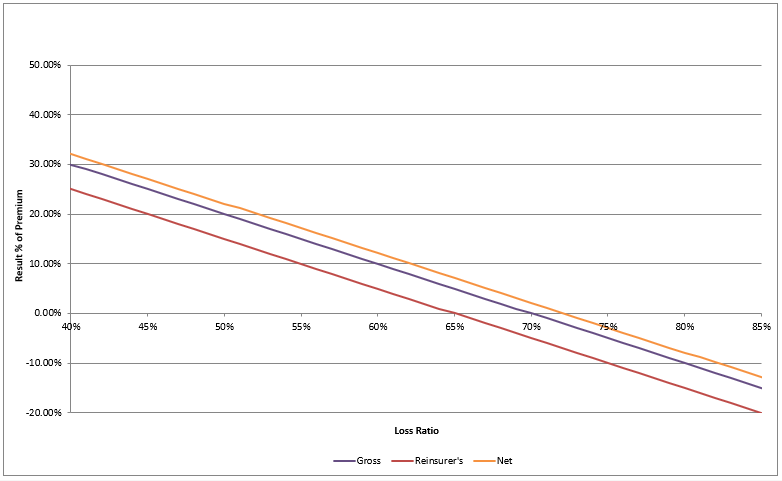 50.00%
40.00%
30.00%
20.00%
10.00%
0.00%
-10.00%
-20.00%
Result % of Premium
40% 45% 50% 55% 60% 65% 70% 75% 80% 85%
Loss Ratio
Gross Reinsurer's Net